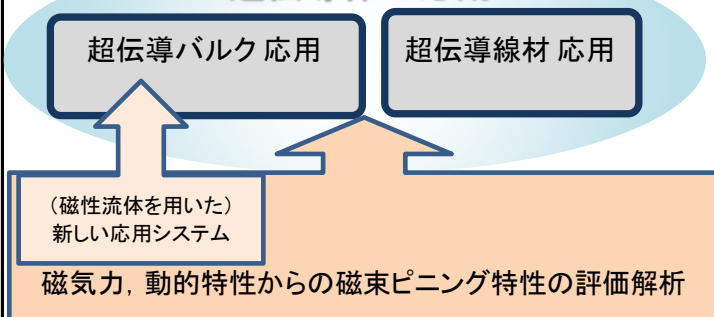 超伝導バルク 応用
超伝導線材 応用
（磁性流体を用いた）
新しい応用システム
磁気力，動的特性からの磁束ピニング特性の評価解析